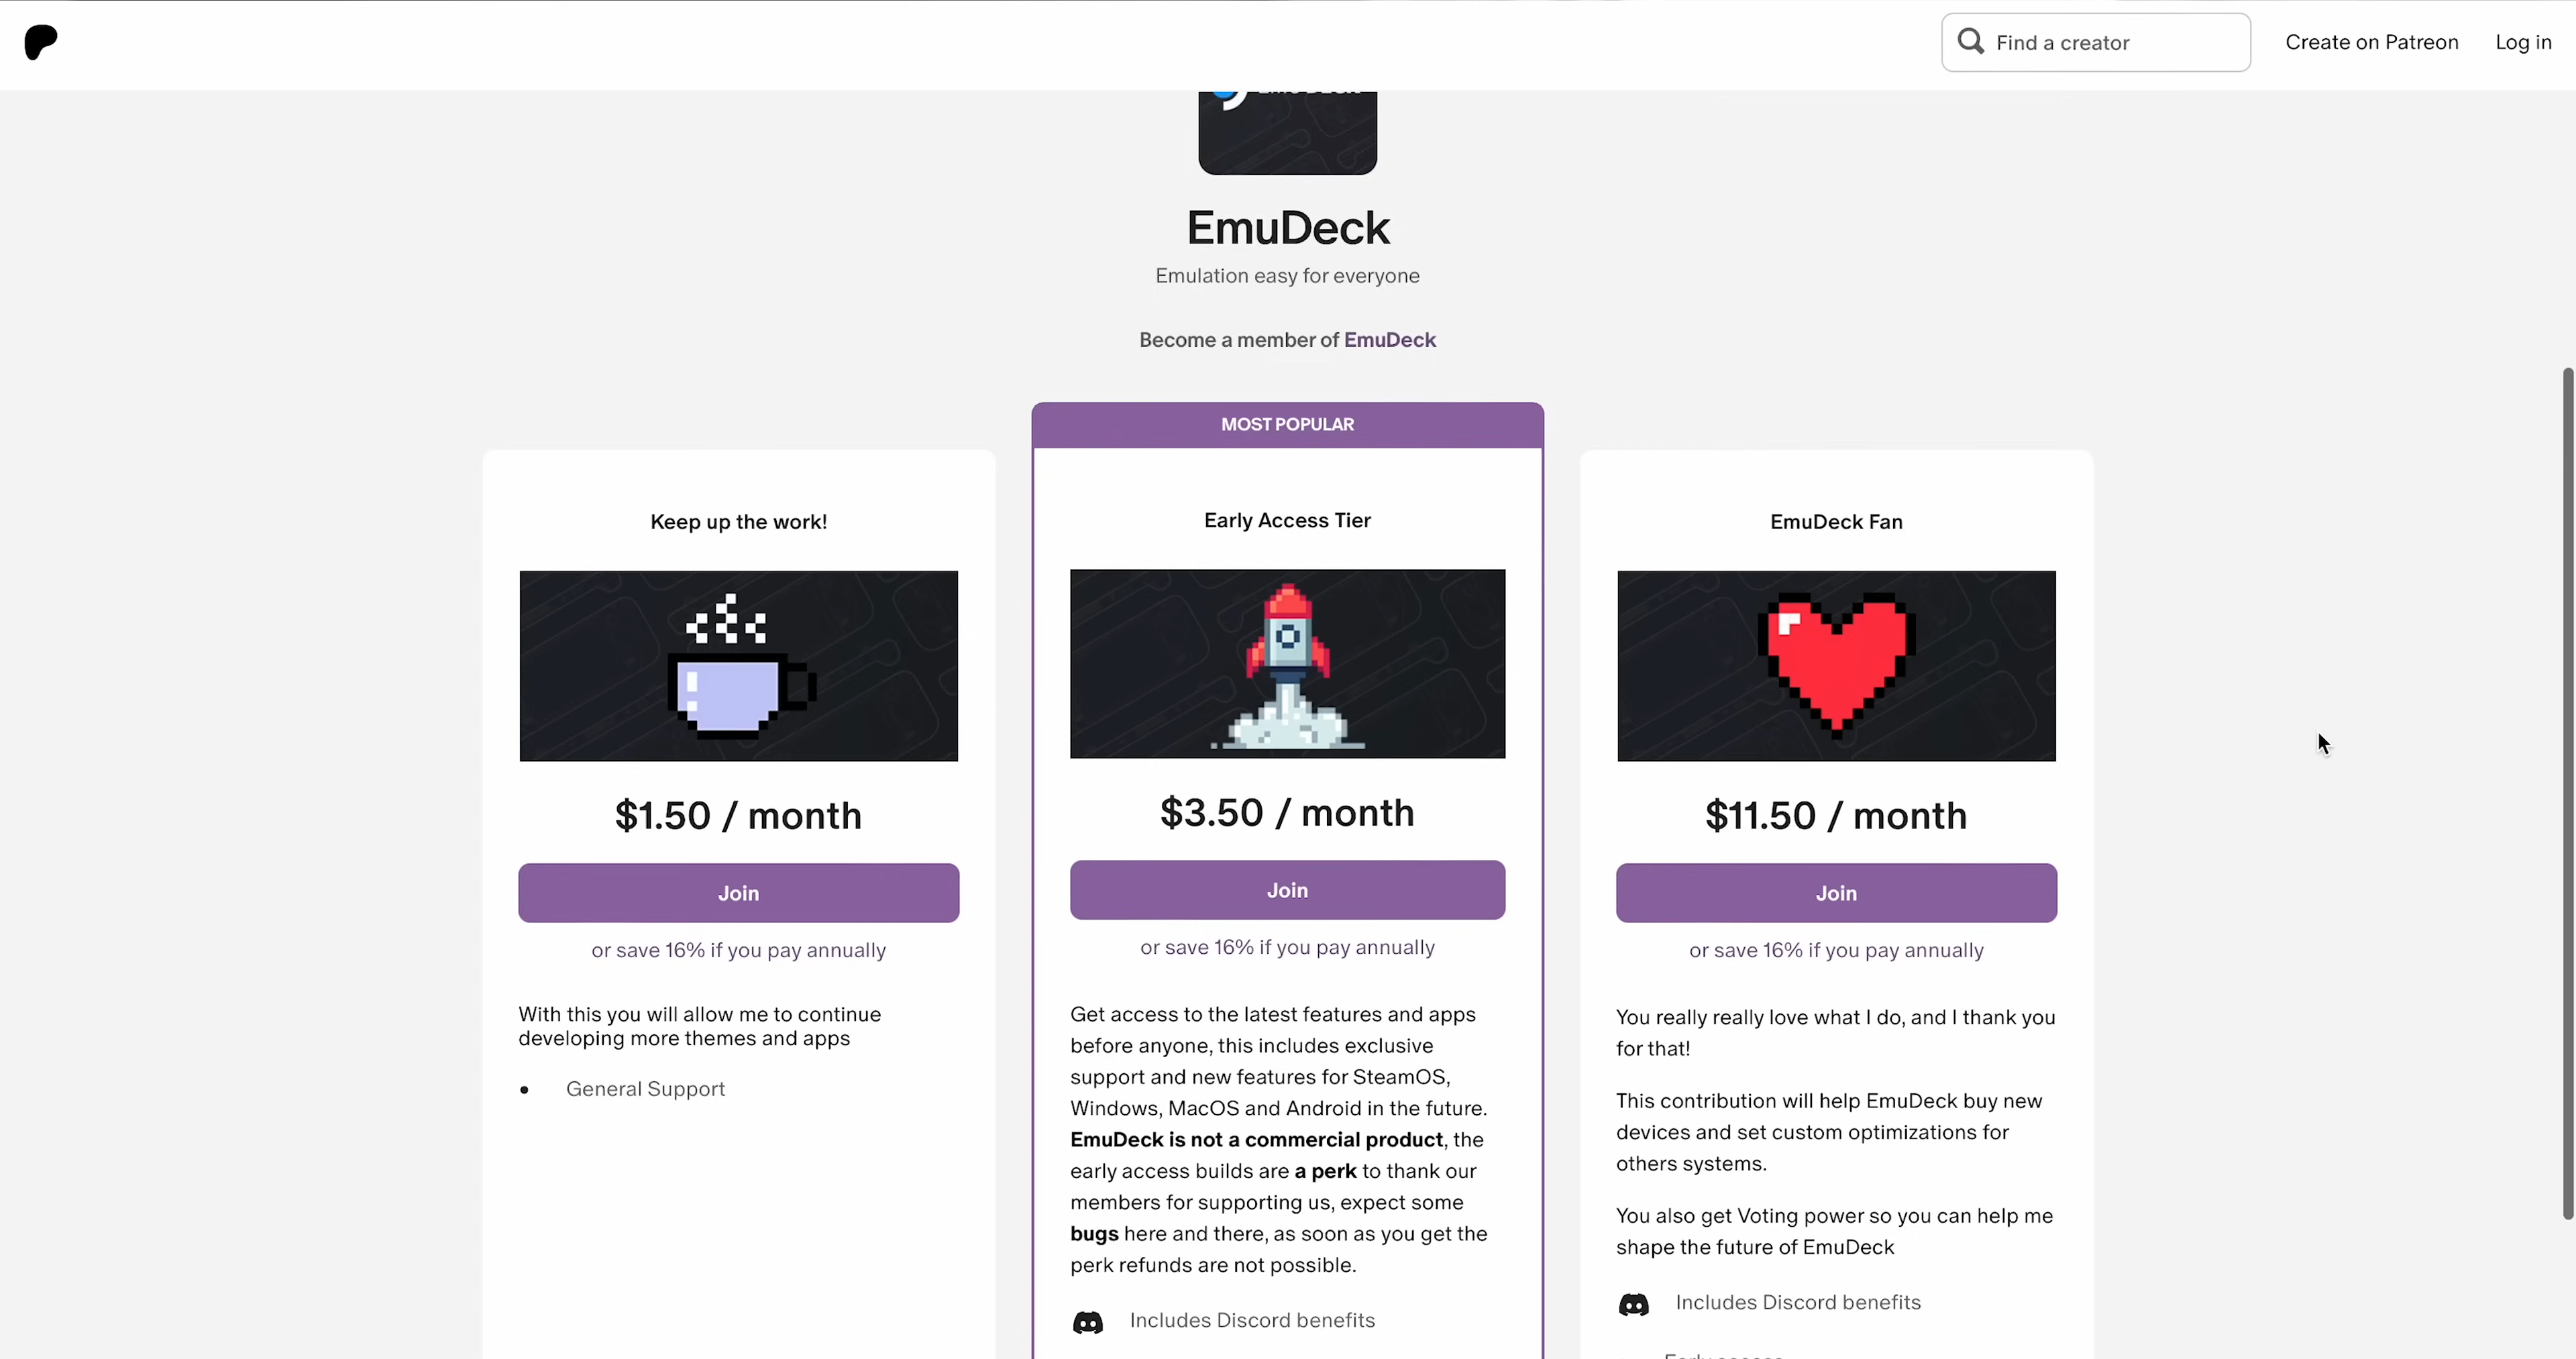 Find a creator
Create on Patreon
Log in
EmuDeck
Emulation easy for everyone
Become a member of EmuDeck
MOST POPULAR
Keep up the work!
$1.50 / month
Join
or save 16% if you pay annually
With this you will allow me to continue
developing more themes and apps
• General Support
Early Access Tier
$3.50 / month
Join
or save 16% if you pay annually
Get access to the latest features and apps
before anyone, this includes exclusive
support and new features for SteamOS,
Windows, MacOS and Android in the future.
EmuDeck is not a commercial product, the
early access builds are a perk to thank our
members for supporting us, expect some
bugs here and there, as soon as you get the
perk refunds are not possible.
Includes Discord benefits
EmuDeck Fan
$11.50 / month
Join
or save 16% if you pay annually
You really really love what I do, and I thank you
for that!
This contribution will help EmuDeck buy new
devices and set custom optimizations for
others systems.
You also get Voting power so you can help me
shape the future of EmuDeck
Includes Discord benefits